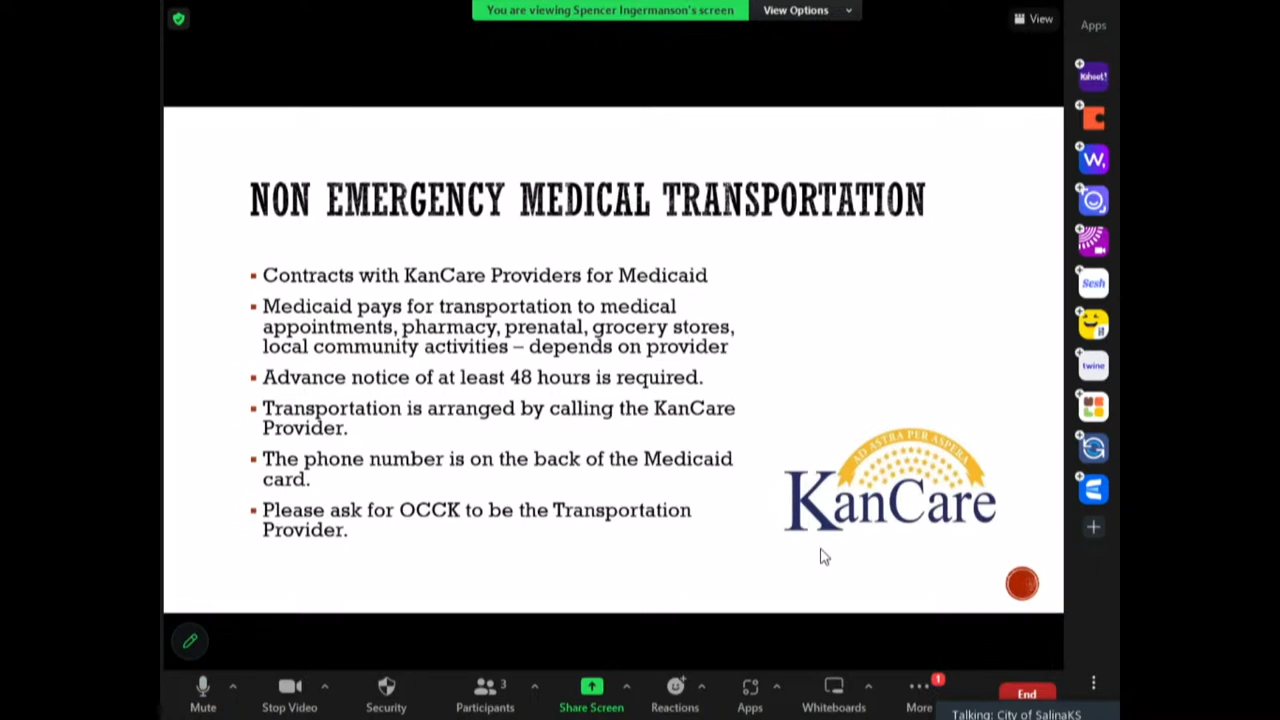 You are viewing Spencer Ingermanson's screen
View Options
View
Apps
Kahoot!
NON EMERGENCY MEDICAL TRANSPORTATION
Contracts with KanCare Providers for Medicaid
Medicaid pays for transportation to medical
appointments, pharmacy, prenatal, grocery stores,
local community activities – depends on provider
Advance notice of at least 48 hours is required.
Transportation is arranged by calling the KanCare
Provider.
The phone number is on the back of the Medicaid
card.
Please ask for OCCK to be the Transportation
Provider.
AD ASTRA PER ASPERA
KanCare
W,
Sesh
if
twine
Mute
Stop Video
Security
Participants
3
Share Screen
Reactions
Apps
Whiteboards
More
1
End
Talking: City of SalinaKS